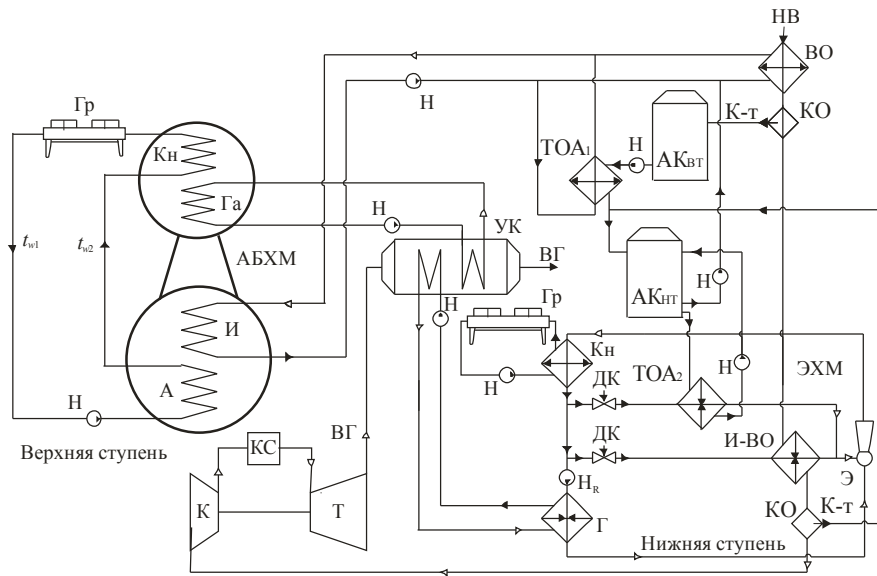 НВ
ВО
Н
Гр
К-т
КО
Кн
ТОА1
Н
АКВТ
Га
Н
УК
tw1
tw2
АБХМ
ВГ
АКНТ
Н
Н
Гр
И
Кн
ЭХМ
ТОА2
Н
А
Н
ДК
Н
ВГ
ДК
И-ВО
Верхняя ступень
КС
Э
НR
К-т
К
Т
Г
КО
Нижняя ступень